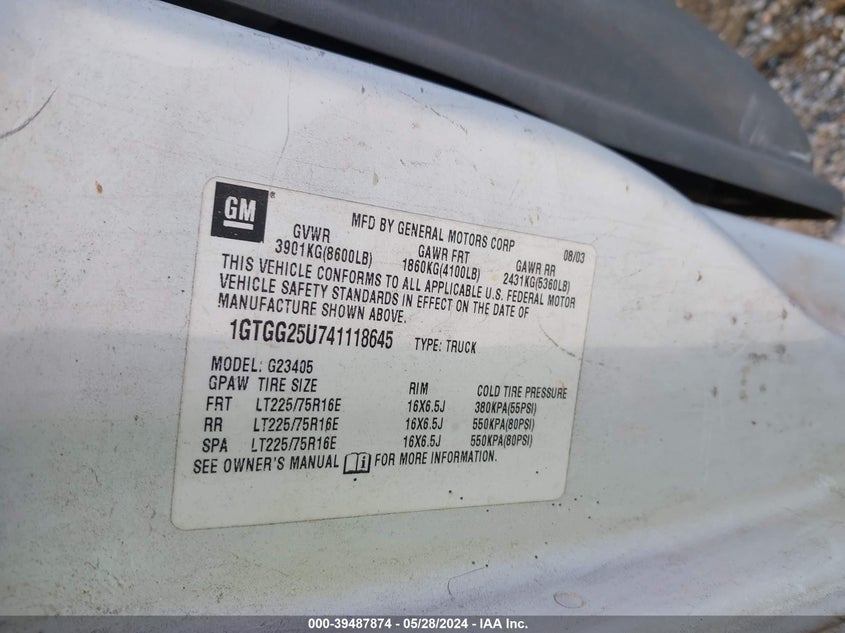 GM ®
MFD BY GENERAL MOTORS CORP 08/03
GVWR GAWR FRT GAWR RR
3901KG(8600LB) 1860KG(4100LB) 2431KG(5360LB)
THIS VEHICLE CONFORMS TO ALL APPLICABLE U.S. FEDERAL MOTOR
VEHICLE SAFETY STANDARDS IN EFFECT ON THE DATE OF
MANUFACTURE SHOWN ABOVE.
1GTGG25U741118645 TYPE: TRUCK
MODEL: G23405
GPAW TIRE SIZE RIM COLD TIRE PRESSURE
FRT LT225/75R16E 16X6.5J 380KPA(55PSI)
RR LT225/75R16E 16X6.5J 550KPA(80PSI)
SPA LT225/75R16E 16X6.5J 550KPA(80PSI)
SEE OWNER'S MANUAL FOR MORE INFORMATION.
000-39487874 - 05/28/2024 - IAA Inc.